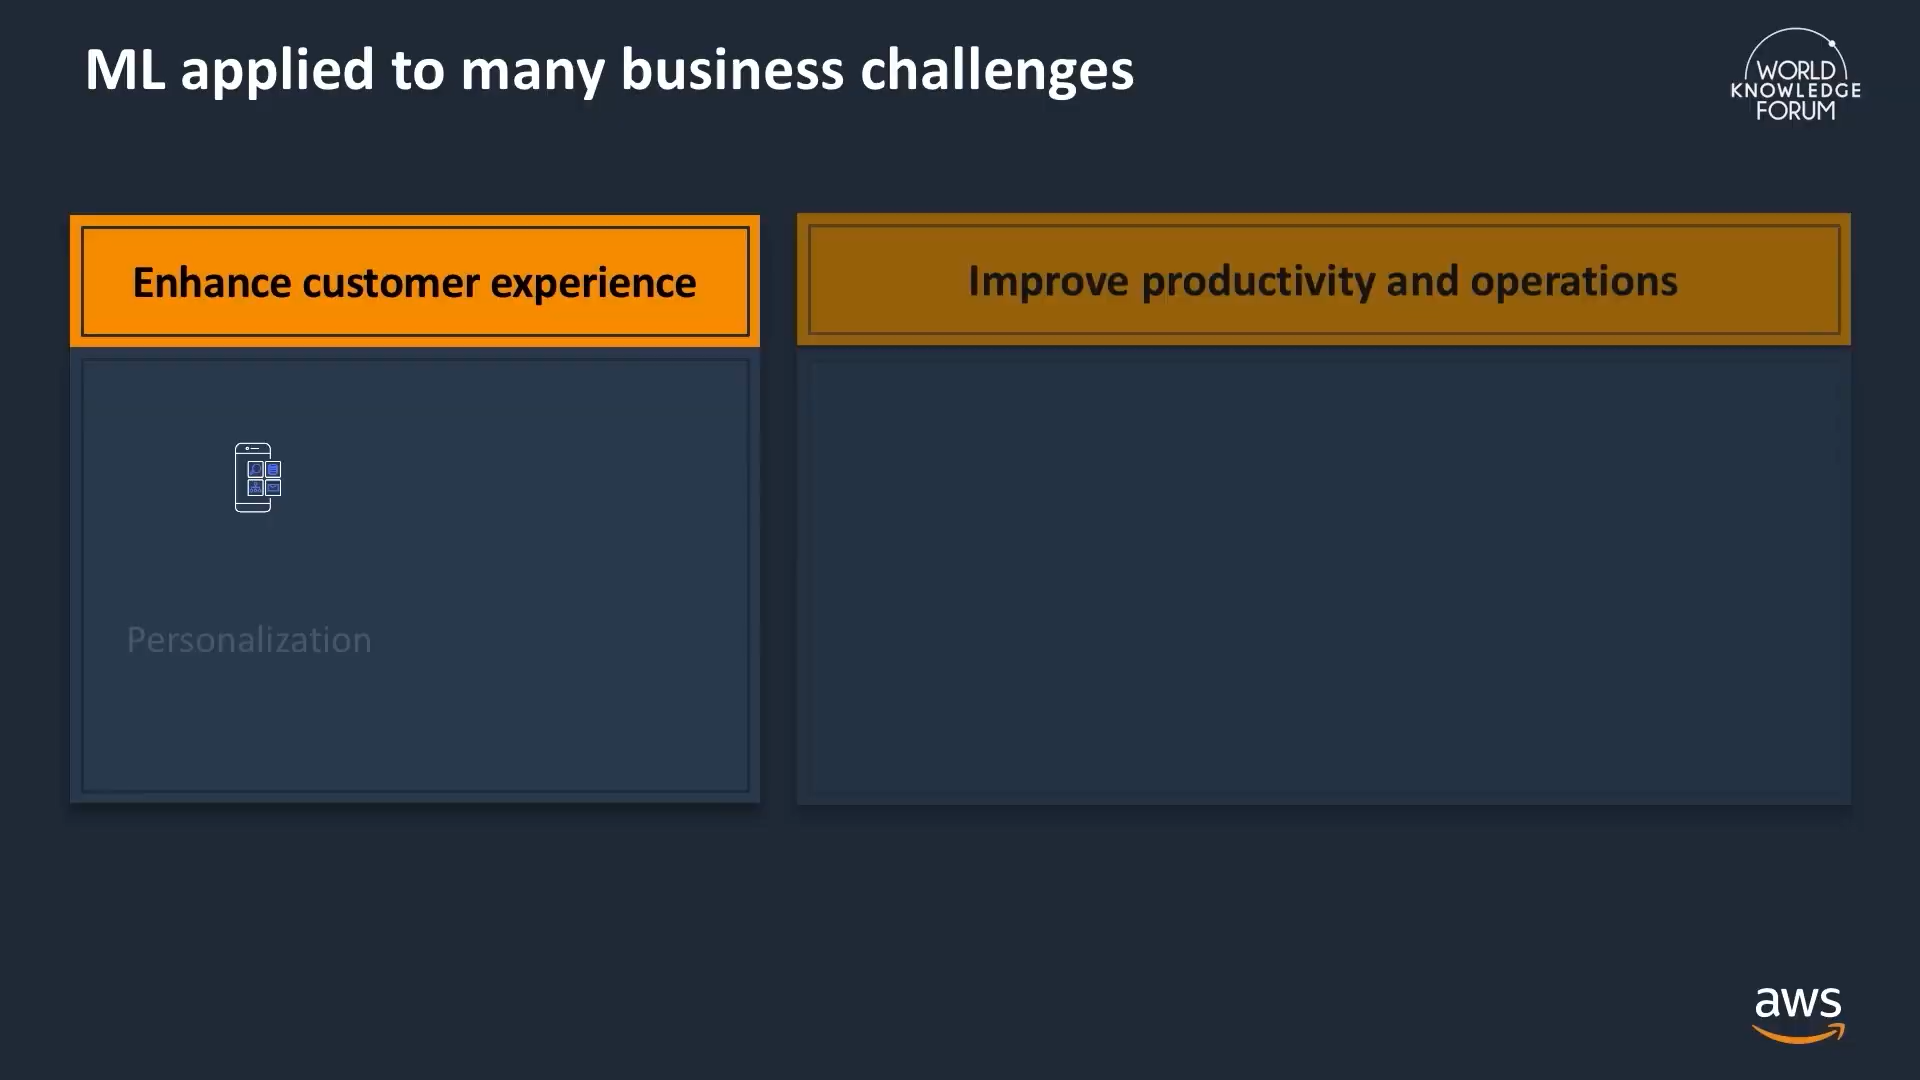 ML applied to many business challenges
WORLD
KNOWLEDGE
FORUM
Enhance customer experience
Improve productivity and operations
Personalization
aws